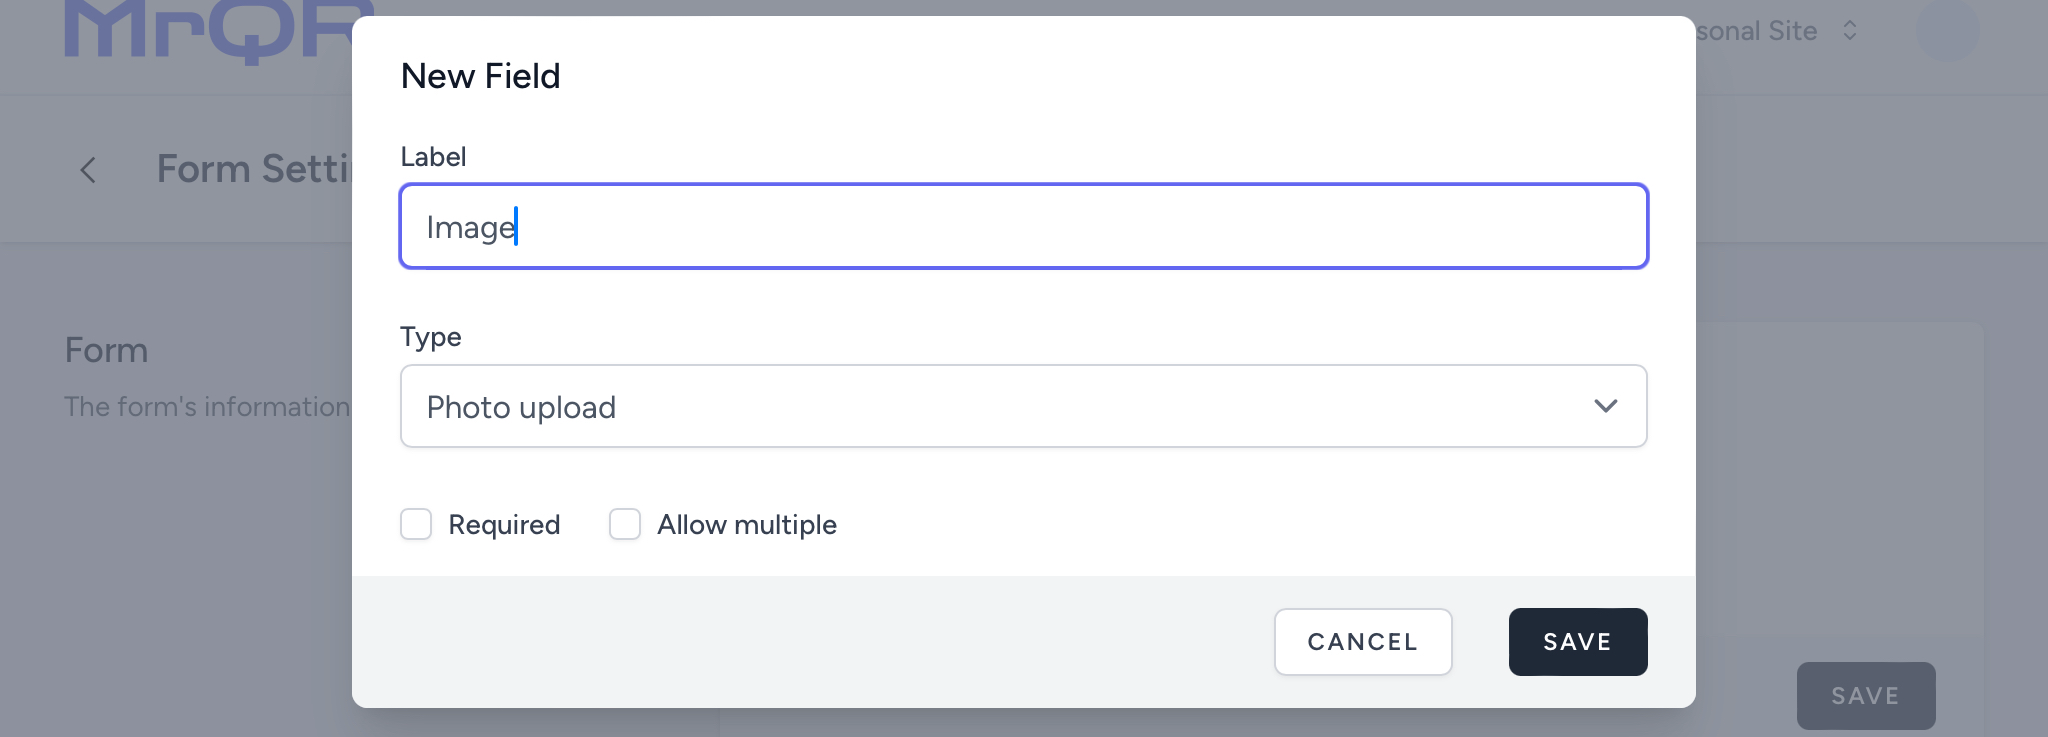 MrQR
sonal Site
New Field
Form Setti
Label
Image
Form
The form's information
Type
Photo upload
Required
Allow multiple
CANCEL
SAVE
SAVE